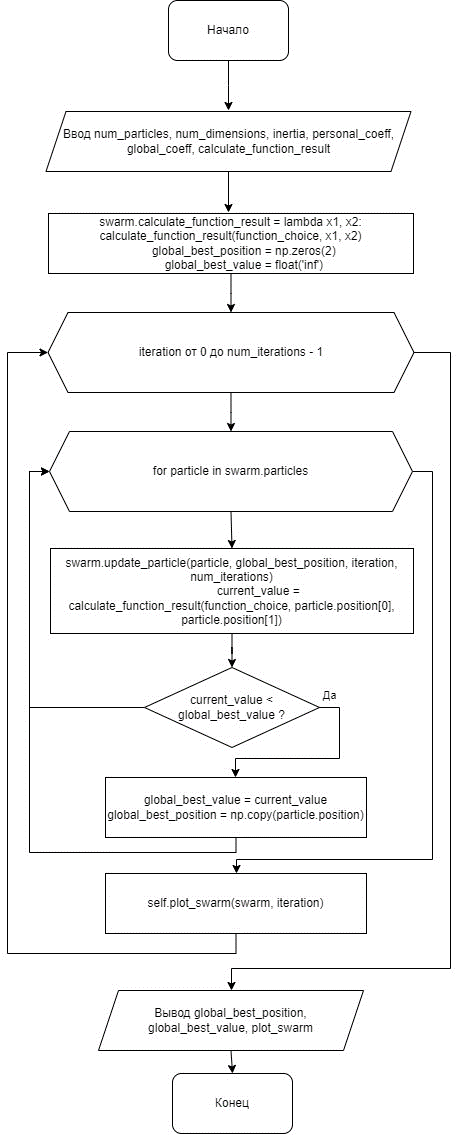 Начало
Ввод num_particles, num_dimensions, inertia, personal_coeff,
global_coeff, calculate_function_result
swarm.calculate_function_result = lambda x1, x2:
calculate_function_result(function_choice, x1, x2)
global_best_position = np.zeros(2)
global_best_value = float('inf')
iteration от 0 до num_iterations - 1
for particle in swarm.particles
swarm.update_particle(particle, global_best_position, iteration,
num_iterations)
current_value =
calculate_function_result(function_choice, particle.position[0],
particle.position[1])
current_value <
global_best_value ?
Да
global_best_value = current_value
global_best_position = np.copy(particle.position)
self.plot_swarm(swarm, iteration)
Вывод global_best_position,
global_best_value, plot_swarm
Конец